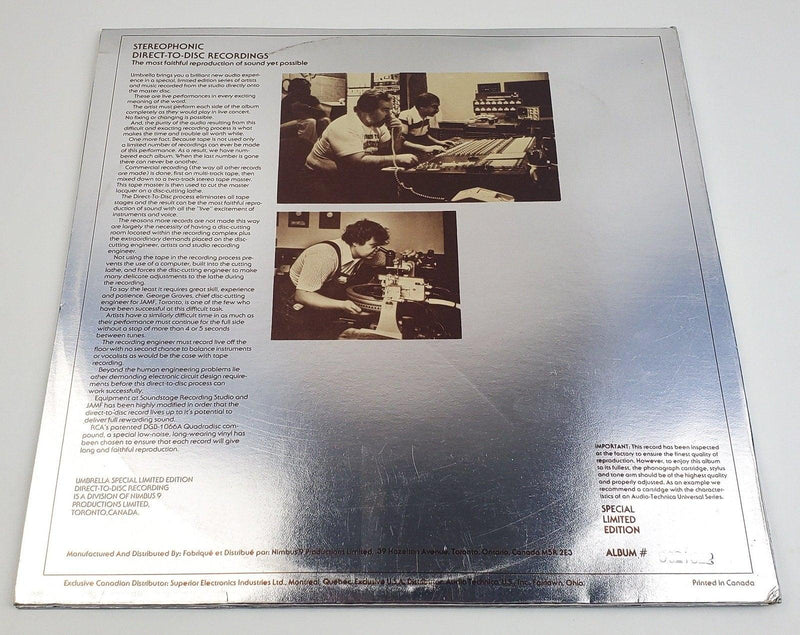 STEREOPHONIC
DIRECT-TO-DISC RECORDINGS
The most faithful reproduction of sound yet possible
Umbrella brings you a brilliant new audio experi-
ence in a special, limited edition series of artists
and music recorded from the studio directly onto
the master disc.
These are live performances in every exciting
meaning of the word.
The artist must perform each side of the album
completely as they would play in live concert.
No fixing or changing is possible.
And, the purity of the audio resulting from this
difficult and exacting recording process is what
makes the time and trouble all worth while.
One more fact. Because tape is not used only
a limited number of recordings can ever be made
of this performance. As a result, we have num-
bered each album. When the last number is gone
there can never be another.
Commercial recording (the way all other records
are made) is done, first on multi-track tape, then
mixed down to a two-track stereo tape master.
This tape master is then used to cut the master
lacquer on a disc-cutting lathe.
The Direct-To-Disc process eliminates all tape
stages and the result can be the most faithful repro-
duction of sound with all the "live" excitement of
instruments and voice.
The reasons more records are not made this way
are largely the necessity of having a disc-cutting
room located within the recording complex plus
the extraordinary demands placed on the disc-
cutting engineer, artists and studio recording
engineer.
Not using the tape in the recording process pre-
vents the use of a computer, built into the cutting
lathe, and forces the disc-cutting engineer to make
many delicate adjustments to the lathe during
the recording.
To say the least it requires great skill, experience
and patience. George Graves, chief disc-cutting
engineer for JAMF, Toronto, is one of the few who
have been successful at this difficult task.
Artists have a similarly difficult time in as much as
their performance must continue for the full side
without a stop of more than 4 or 5 seconds
between tunes.
The recording engineer must record live off the
floor with no second chance to balance instruments
or vocalists as would be the case with tape
recording.
Beyond the human engineering problems lie
other demanding electronic circuit design require-
ments before this direct-to-disc process can
work successfully.
Equipment at Soundstage Recording Studio and
JAMF has been highly modified in order that the
direct-to-disc record lives up to it's potential to
deliver full rewarding sound.
RCA's patented DGB-1066A Quadradisc com-
pound, a special low-noise, long-wearing vinyl has
been chosen to ensure that each record will give
long and faithful reproduction.
UMBRELLA SPECIAL LIMITED EDITION
DIRECT-TO-DISC RECORDING
IS A DIVISION OF NIMBUS 9
PRODUCTIONS LIMITED,
TORONTO, CANADA.
IMPORTANT: This record has been inspected
at the factory to ensure the finest quality of
reproduction. However, to enjoy this album
to its fullest, the phonograph cartridge, stylus
and tone arm should be of the highest quality
and properly adjusted. As an example we
recommend a cartridge with the character-
istics of an Audio-Technica Universal Series.
SPECIAL
LIMITED
EDITION
ALBUM #
Manufactured And Distributed By: Fabriqué et Distribué par: Nimbus 9 Productions Limited, 39 Hazelton Avenue, Toronto, Ontario, Canada M5R 2E3
Exclusive Canadian Distributor: Superior Electronics Industries Ltd., Montreal, Quebec. Exclusive U.S.A. Distributor: Audio Technica, U.S., Inc., Fairlawn, Ohio.
Printed in Canada